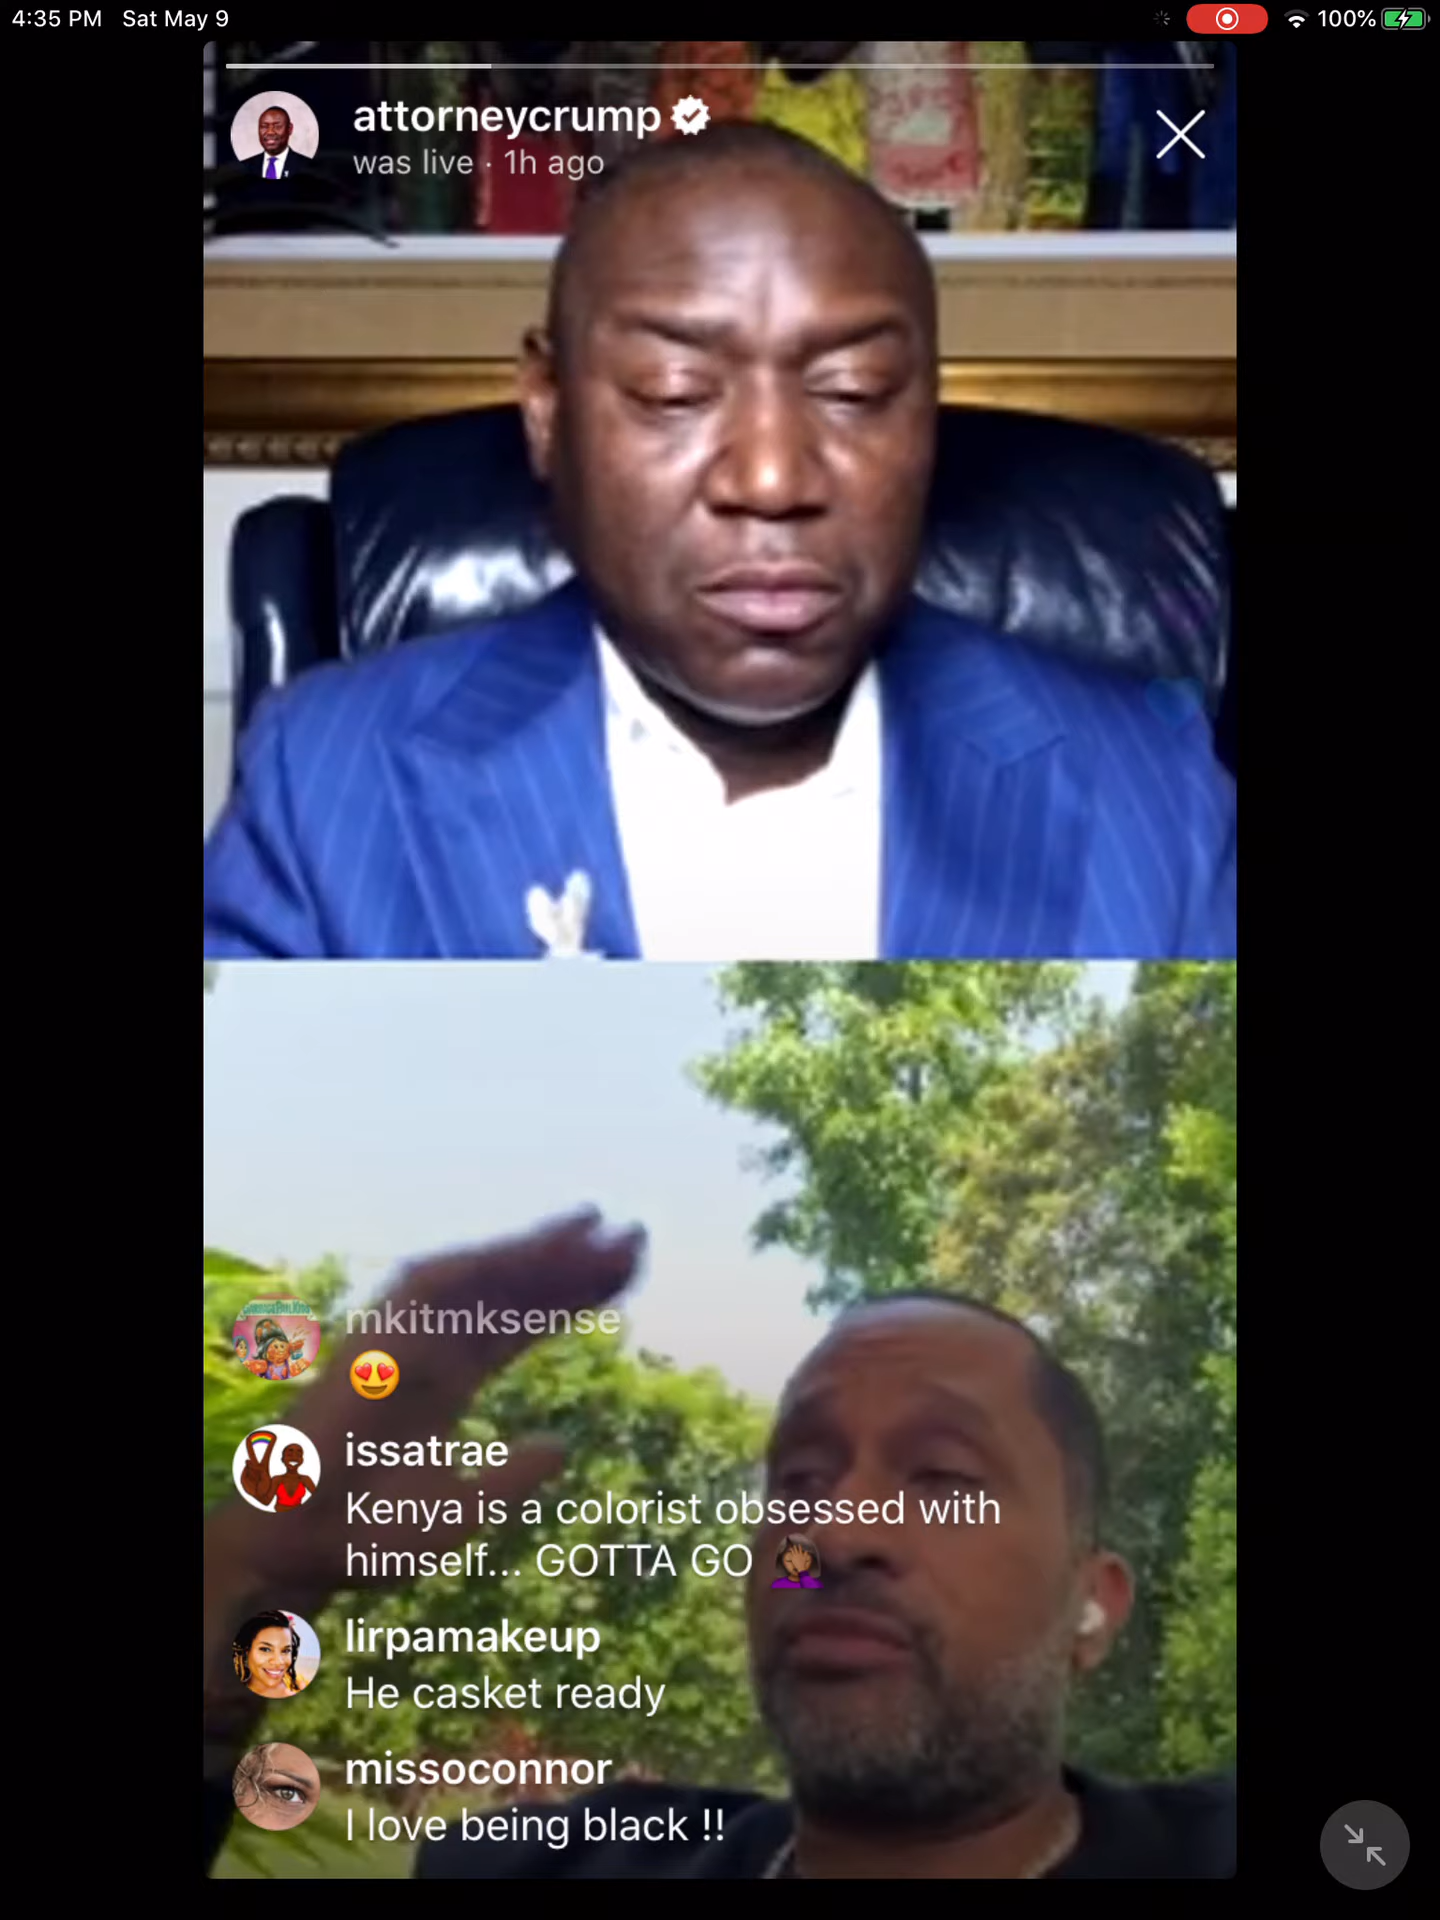 4:35 PM Sat May 9
100%
attorneycrump
was live · 1h ago
mkitmksense
😍
issatrae
Kenya is a colorist obsessed with
himself... GOTTA GO 🤦🏾‍♀️
lirpamakeup
He casket ready
missoconnor
I love being black !!